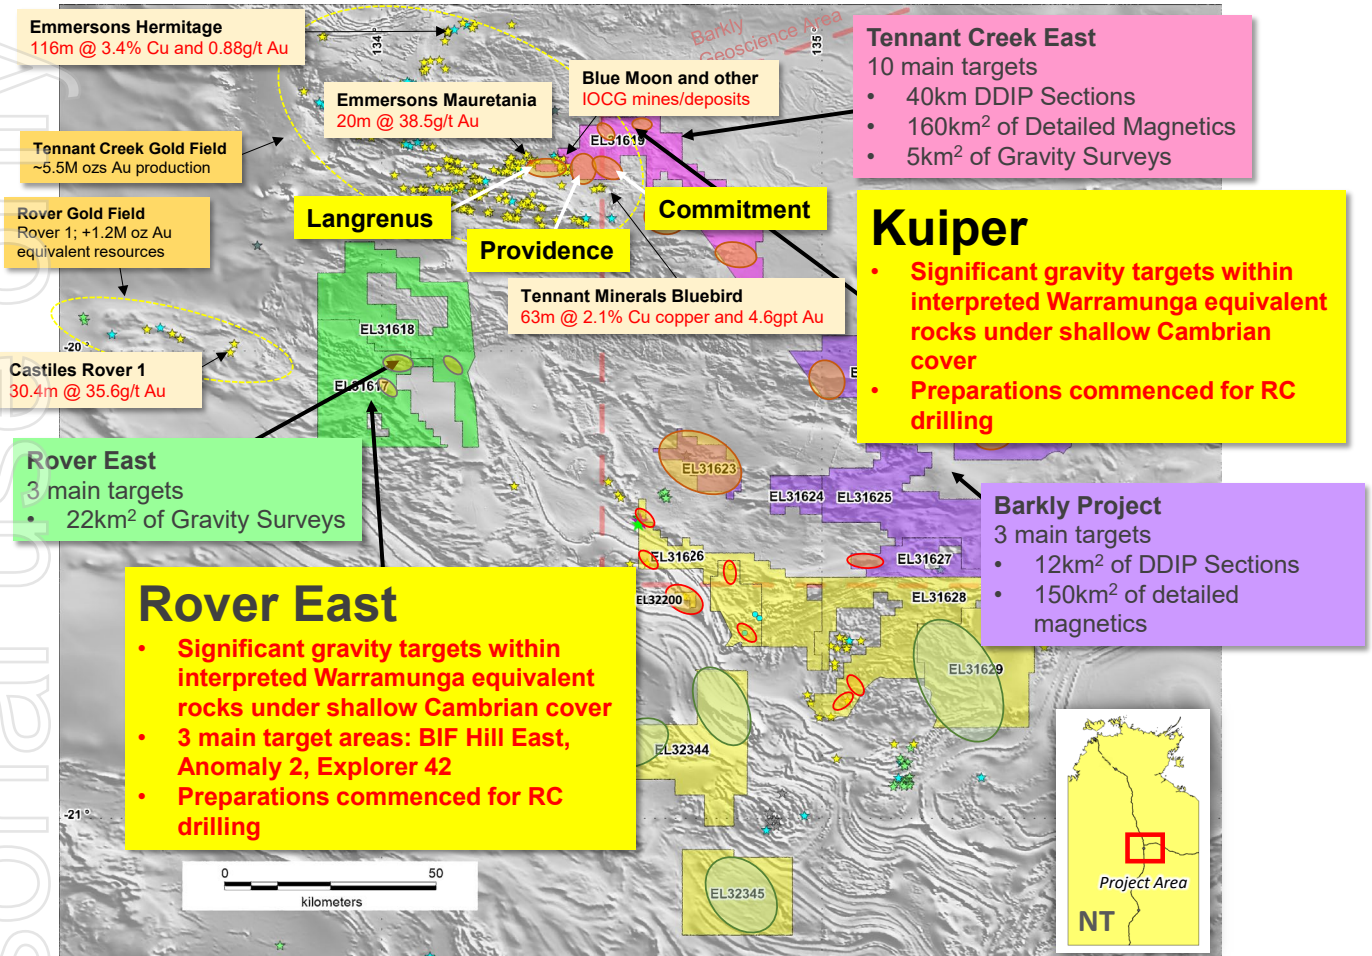 Emmersons Hermitage
116m @ 3.4% Cu and 0.88g/t Au
134°
Barkly
Geoscience Area
135°
Tennant Creek East
10 main targets
• 40km DDIP Sections
• 160km² of Detailed Magnetics
• 5km² of Gravity Surveys
Emmersons Mauretania
20m @ 38.5g/t Au
Blue Moon and other
IOCG mines/deposits
EL31619
Tennant Creek Gold Field
~5.5M ozs Au production
Rover Gold Field
Rover 1; +1.2M oz Au
equivalent resources
Langrenus
Providence
Commitment
Kuiper
• Significant gravity targets within
interpreted Warramunga equivalent
rocks under shallow Cambrian
cover
• Preparations commenced for RC
drilling
Tennant Minerals Bluebird
63m @ 2.1% Cu copper and 4.6gpt Au
EL31618
-20°
Castiles Rover 1
30.4m @ 35.6g/t Au
EL31617
E
Rover East
3 main targets
• 22km² of Gravity Surveys
EL31623
EL31624
EL31625
Barkly Project
3 main targets
• 12km² of DDIP Sections
• 150km² of detailed
magnetics
EL31626
EL31627
EL32200
EL31628
EL31629
Rover East
• Significant gravity targets within
interpreted Warramunga equivalent
rocks under shallow Cambrian cover
• 3 main target areas: BIF Hill East,
Anomaly 2, Explorer 42
• Preparations commenced for RC
drilling
EL32344
-21°
0 50
kilometers
EL32345
Project Area
NT